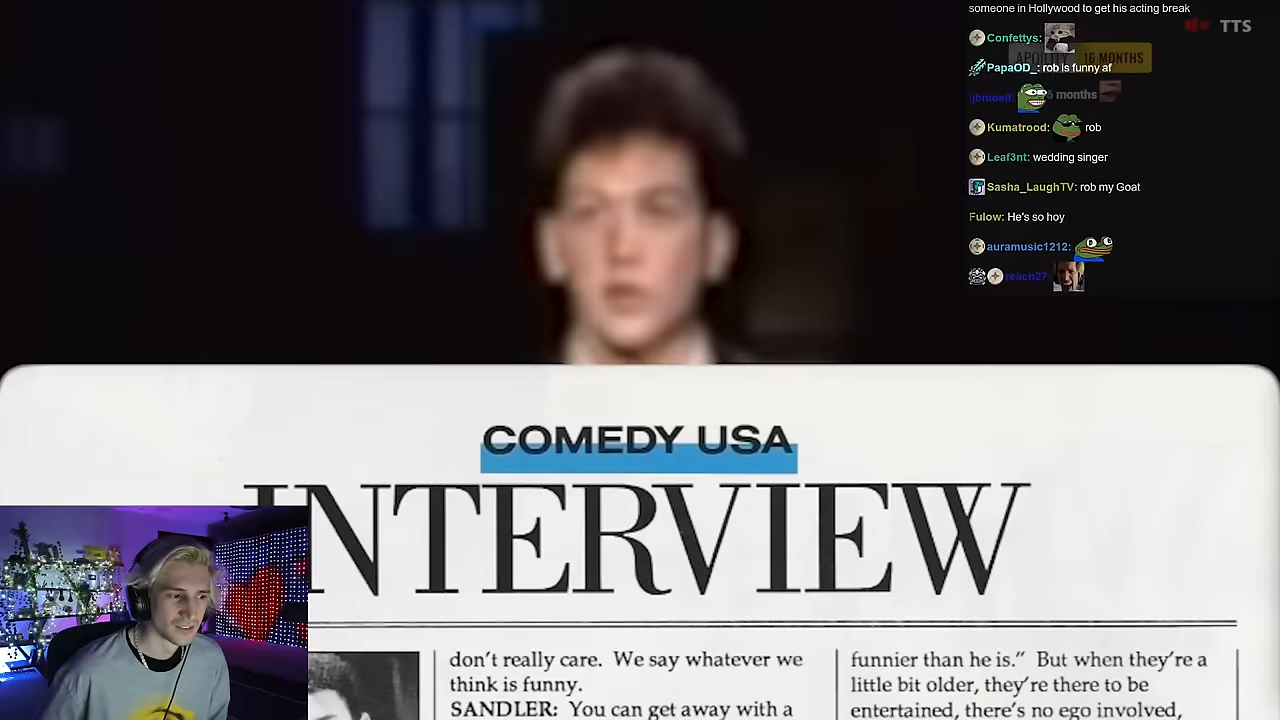 someone in Hollywood to get his acting break
TTS
Confettys:
16 MONTHS
PapaOD_: rob is funny af
months
Kumatrood: rob
Leaf3nt: wedding singer
Sasha_LaughTV: rob my Goat
Fulow: He's so hoy
auramusic1212:
reach27:
COMEDY USA
INTERVIEW
don't really care. We say whatever we
think is funny.
SANDLER: You can get away with a
funnier than he is." But when they're a
little bit older, they're there to be
entertained, there's no ego involved,